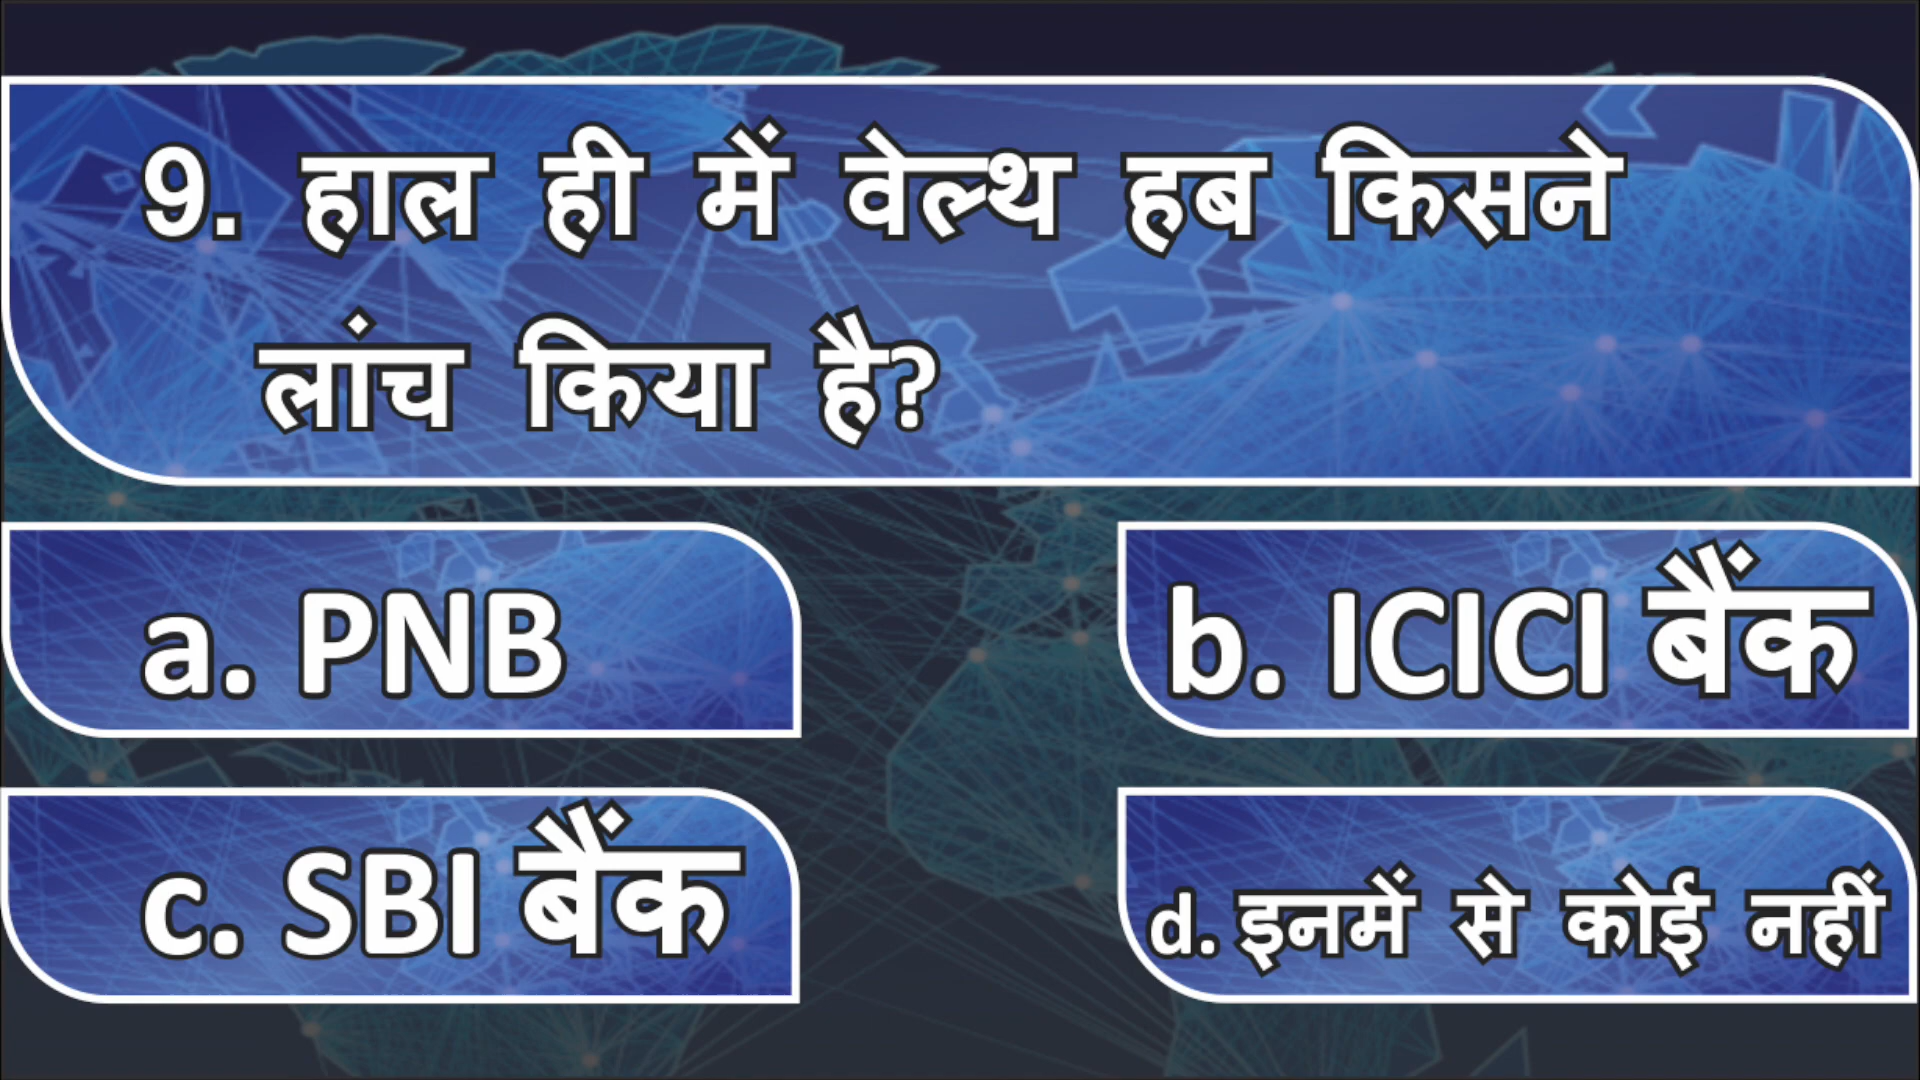 9. हाल ही में वेल्थ हब किसने
लांच किया है?
a. PNB
b. ICICI बैंक
c. SBI बैंक
d. इनमें से कोई नहीं